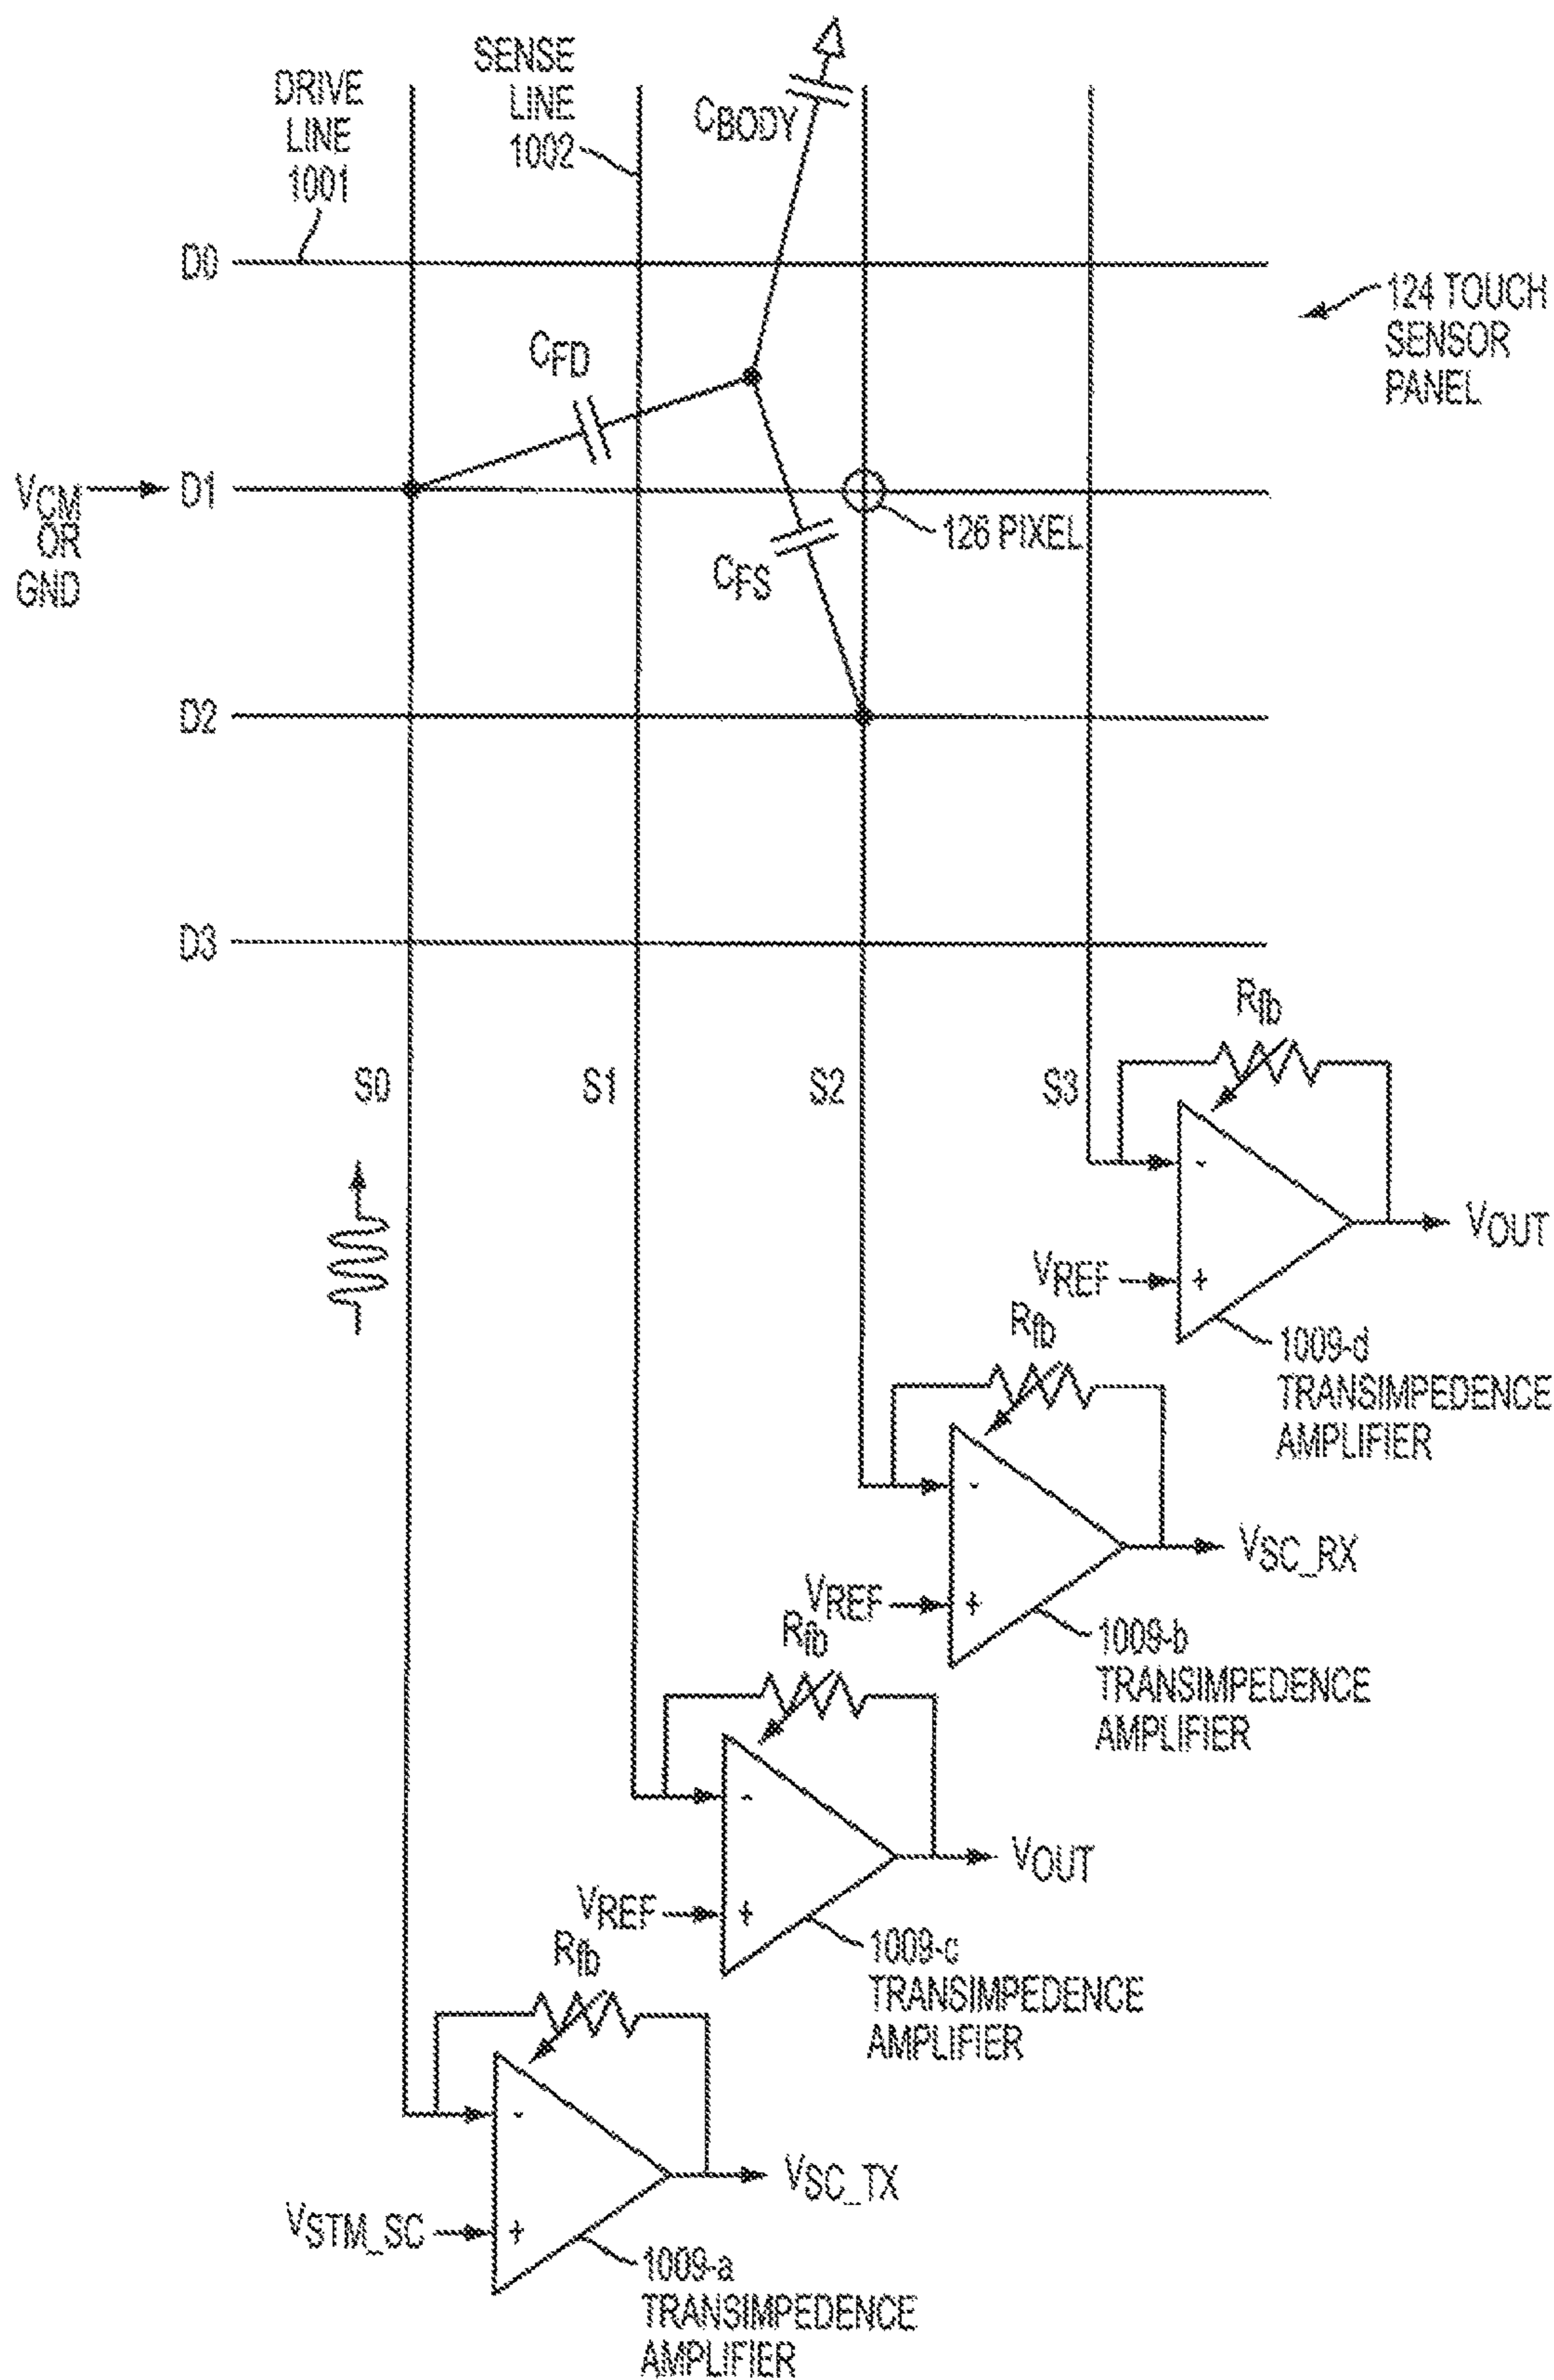 DRIVE
LINE
1001
SENSE
LINE
1002
CBODY
D0
124 TOUCH
SENSOR
PANEL
CFD
VCM
OR
GND
D1
126 PIXEL
CFS
D2
D3
S0
S1
S2
S3
Rfb
-
VREF
+
VOUT
1009-d
TRANSIMPEDENCE
AMPLIFIER
Rfb
-
VREF
+
VSC_RX
1009-b
TRANSIMPEDENCE
AMPLIFIER
Rfb
-
VREF
+
VOUT
1009-c
TRANSIMPEDENCE
AMPLIFIER
Rfb
-
VSTM_SC
+
VSC_TX
1009-a
TRANSIMPEDENCE
AMPLIFIER